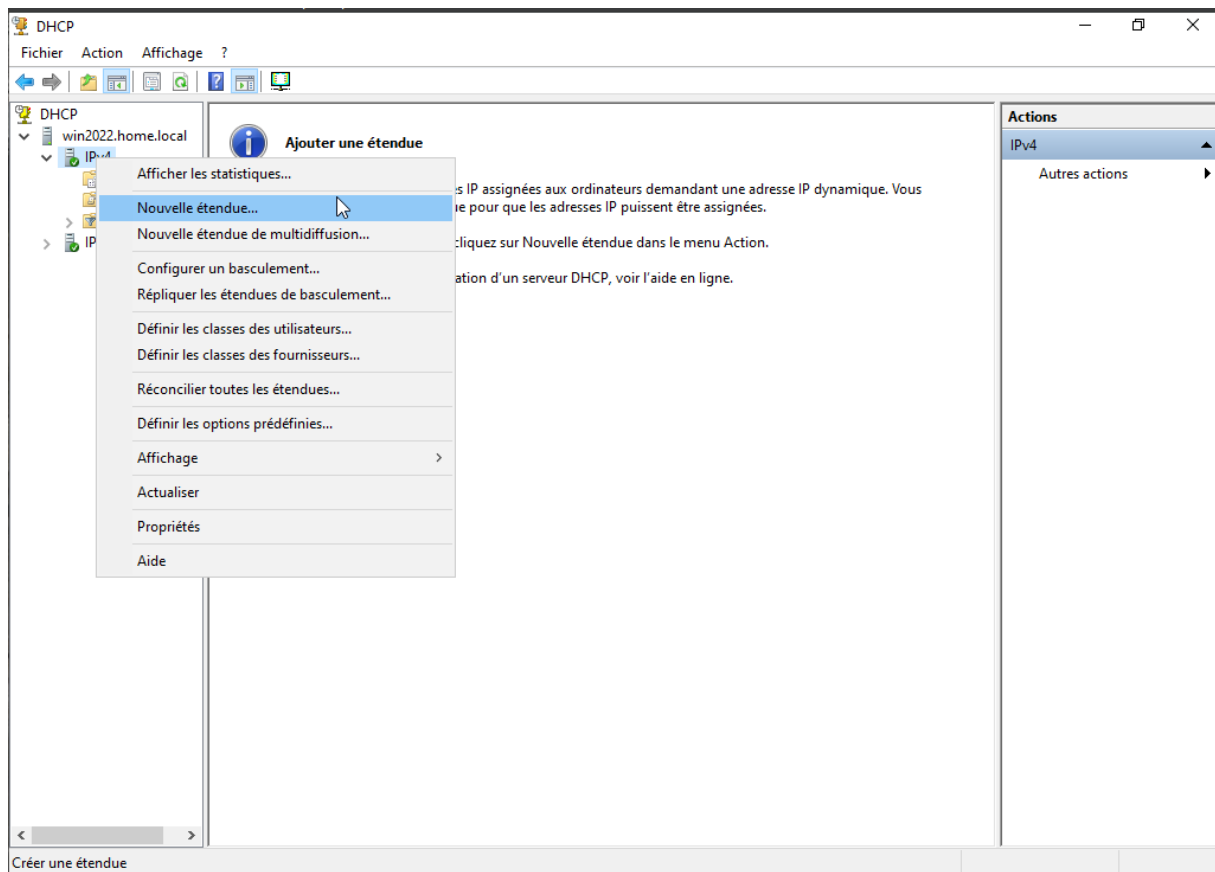 DHCP
Fichier Action Affichage ?
DHCP
win2022.home.local
IPv4
IP
Ajouter une étendue
s IP assignées aux ordinateurs demandant une adresse IP dynamique. Vous
ue pour que les adresses IP puissent être assignées.
cliquez sur Nouvelle étendue dans le menu Action.
ation d'un serveur DHCP, voir l'aide en ligne.
Afficher les statistiques...
Nouvelle étendue...
Nouvelle étendue de multidiffusion...
Configurer un basculement...
Répliquer les étendues de basculement...
Définir les classes des utilisateurs...
Définir les classes des fournisseurs...
Réconcilier toutes les étendues...
Définir les options prédéfinies...
Affichage
Actualiser
Propriétés
Aide
Actions
IPv4
Autres actions
Créer une étendue